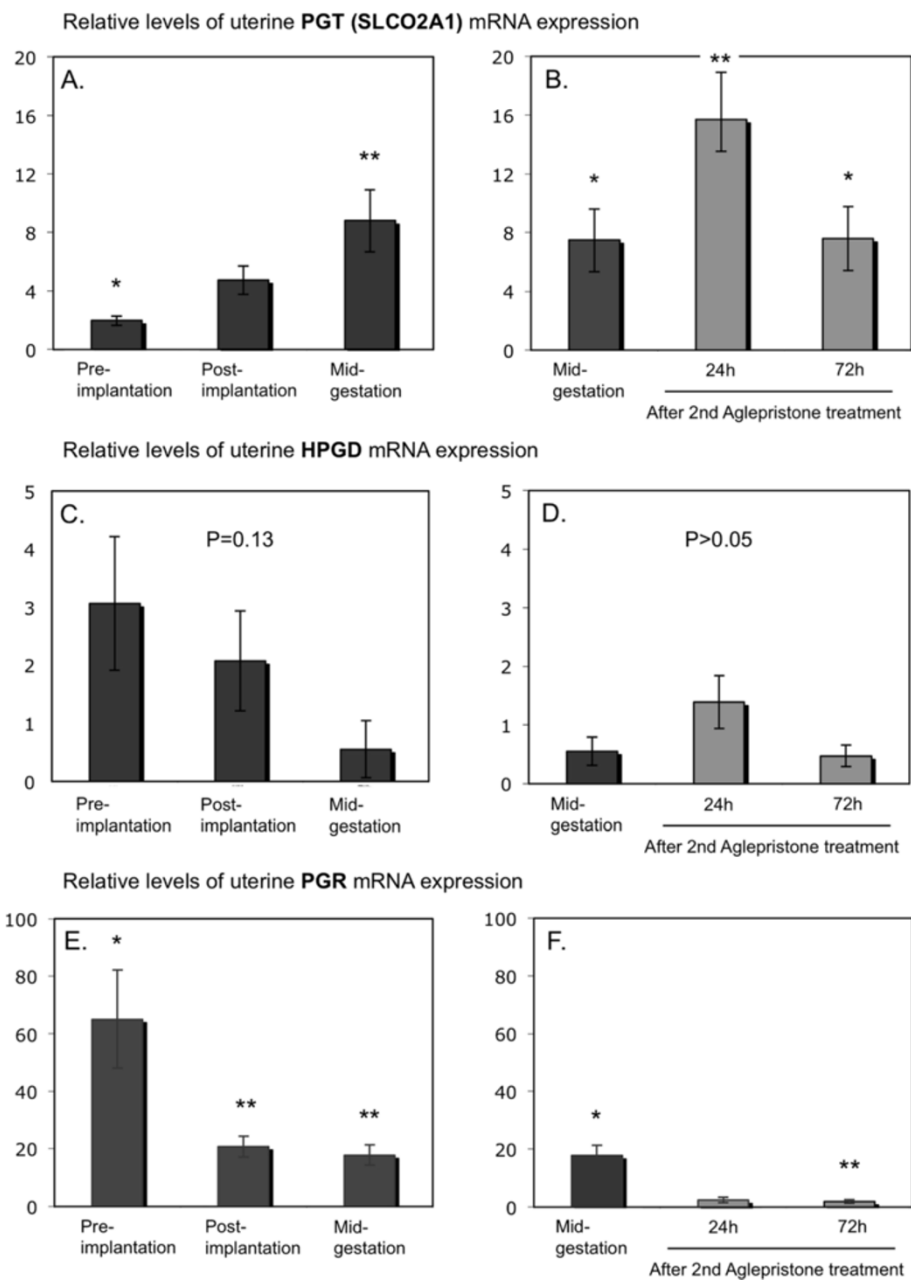 Relative levels of uterine PGT (SLCO2A1) mRNA expression
A.
20
16
12
8
4
0
*
**
Pre-implantation
Post-implantation
Mid-gestation
B.
20
16
12
8
4
0
*
**
*
Mid-gestation
24h
72h
After 2nd Aglepristone treatment
Relative levels of uterine HPGD mRNA expression
C.
P=0.13
5
4
3
2
1
0
Pre-implantation
Post-implantation
Mid-gestation
D.
P>0.05
5
4
3
2
1
0
Mid-gestation
24h
72h
After 2nd Aglepristone treatment
Relative levels of uterine PGR mRNA expression
E.
100
80
60
40
20
0
*
**
**
Pre-implantation
Post-implantation
Mid-gestation
F.
100
80
60
40
20
0
*
**
Mid-gestation
24h
72h
After 2nd Aglepristone treatment